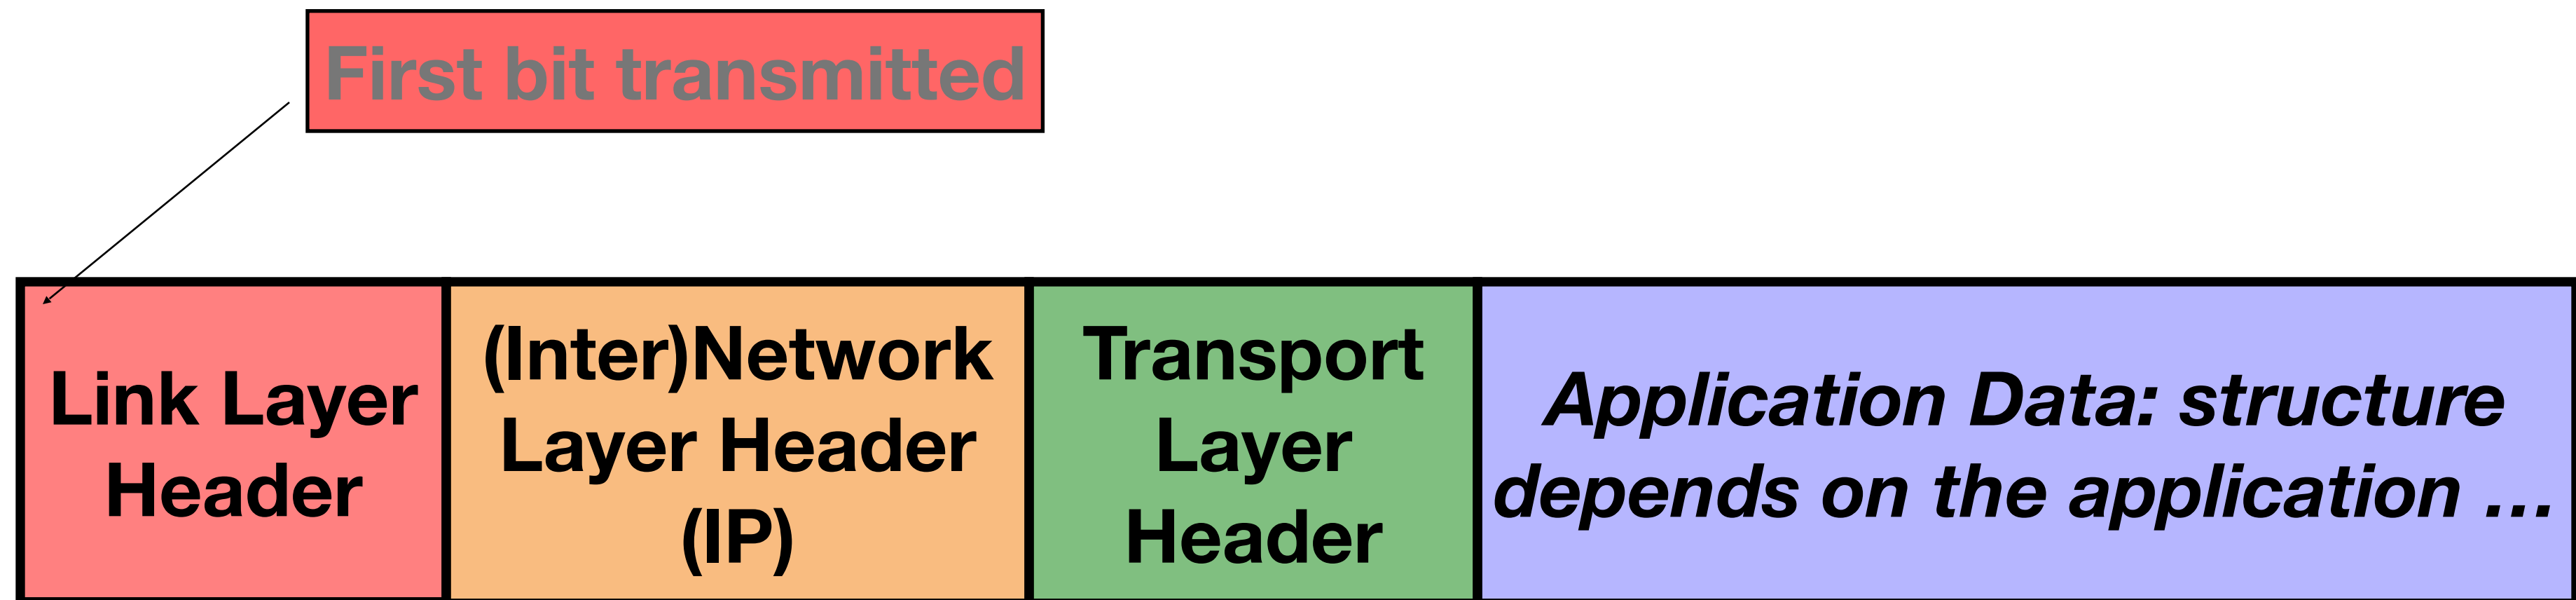 First bit transmitted
Link Layer
Header
(Inter)Network
Layer Header
(IP)
Transport
Layer
Header
Application Data: structure
depends on the application …